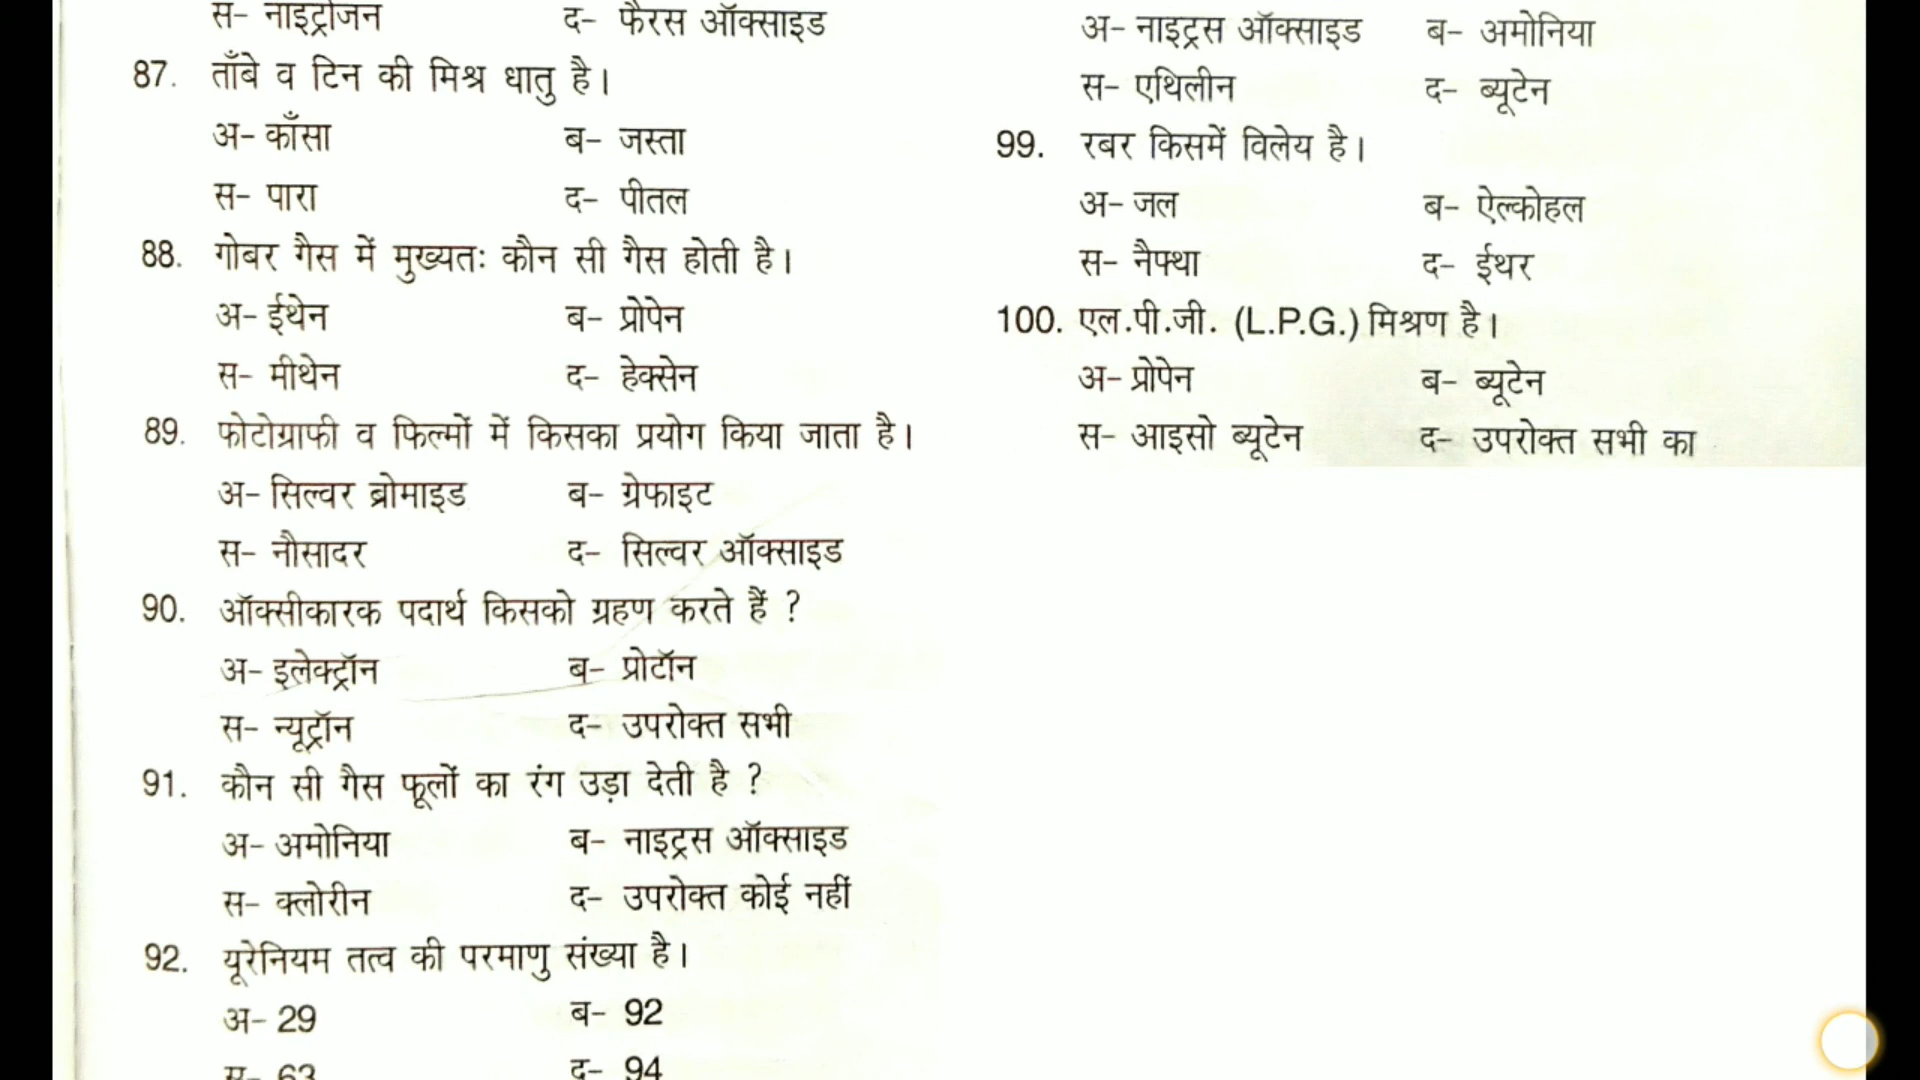 स- नाइट्रोजन द- फैरस ऑक्साइड
87. ताँबे व टिन की मिश्र धातु है।
अ- काँसा ब- जस्ता
स- पारा द- पीतल
88. गोबर गैस में मुख्यतः कौन सी गैस होती है।
अ- ईथेन ब- प्रोपेन
स- मीथेन द- हेक्सेन
89. फोटोग्राफी व फिल्मों में किसका प्रयोग किया जाता है।
अ- सिल्वर ब्रोमाइड ब- ग्रेफाइट
स- नौसादर द- सिल्वर ऑक्साइड
90. ऑक्सीकारक पदार्थ किसको ग्रहण करते हैं ?
अ- इलेक्ट्रॉन ब- प्रोटॉन
स- न्यूट्रॉन द- उपरोक्त सभी
91. कौन सी गैस फूलों का रंग उड़ा देती है ?
अ- अमोनिया ब- नाइट्रस ऑक्साइड
स- क्लोरीन द- उपरोक्त कोई नहीं
92. यूरेनियम तत्व की परमाणु संख्या है।
अ- 29 ब- 92
स- 63 द- 94
अ- नाइट्रस ऑक्साइड ब- अमोनिया
स- एथिलीन द- ब्यूटेन
99. रबर किसमें विलेय है।
अ- जल ब- ऐल्कोहल
स- नैफ्था द- ईथर
100. एल.पी.जी. (L.P.G.) मिश्रण है।
अ- प्रोपेन ब- ब्यूटेन
स- आइसो ब्यूटेन द- उपरोक्त सभी का